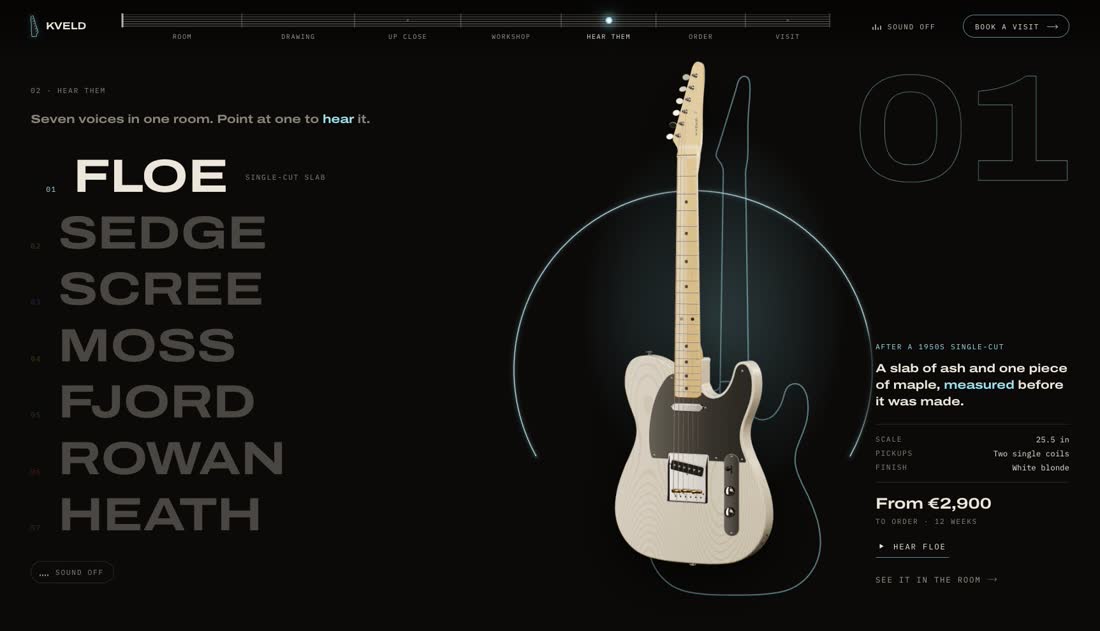 KVELD
ROOM
DRAWING
UP CLOSE
WORKSHOP
HEAR THEM
ORDER
VISIT
SOUND OFF
BOOK A VISIT →
02 · HEAR THEM
Seven voices in one room. Point at one to hear it.
01 FLOE SINGLE-CUT SLAB
02 SEDGE
03 SCREE
04 MOSS
05 FJORD
06 ROWAN
07 HEATH
SOUND OFF
01
AFTER A 1950S SINGLE-CUT
A slab of ash and one piece
of maple, measured before
it was made.
SCALE 25.5 in
PICKUPS Two single coils
FINISH White blonde
From €2,900
TO ORDER · 12 WEEKS
HEAR FLOE
SEE IT IN THE ROOM →